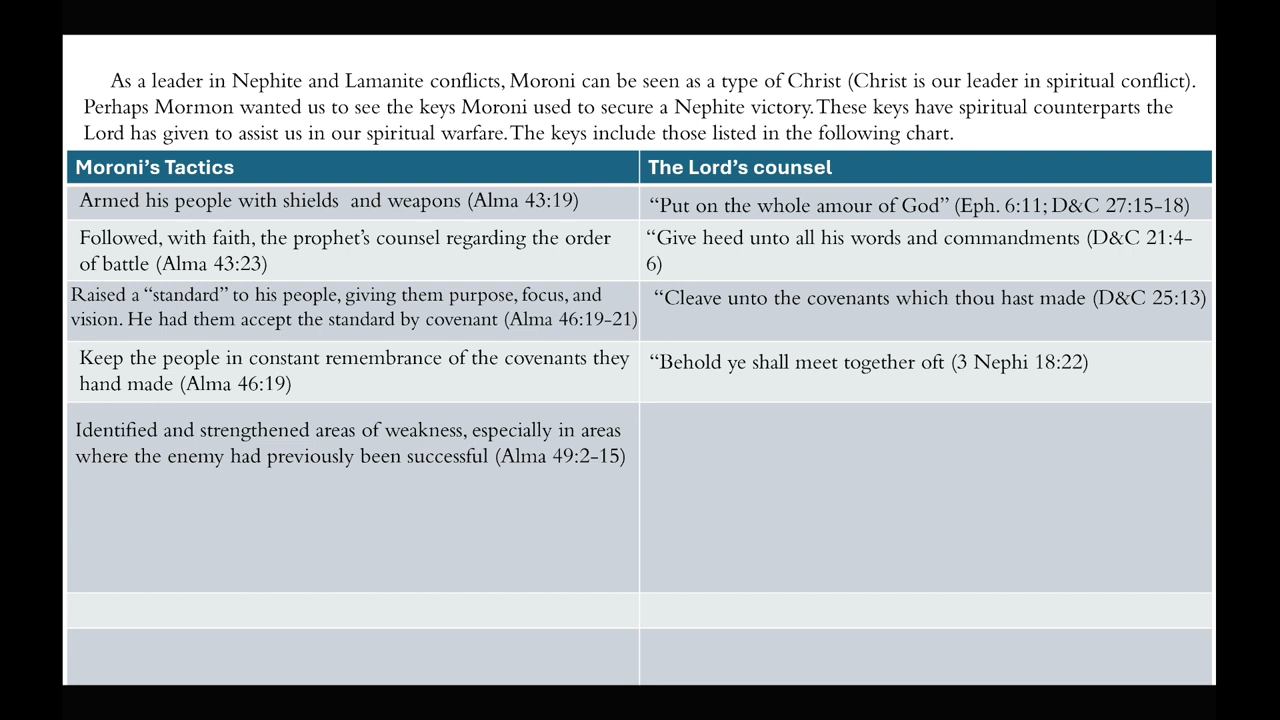 As a leader in Nephite and Lamanite conflicts, Moroni can be seen as a type of Christ (Christ is our leader in spiritual conflict).
Perhaps Mormon wanted us to see the keys Moroni used to secure a Nephite victory. These keys have spiritual counterparts the
Lord has given to assist us in our spiritual warfare. The keys include those listed in the following chart.
Moroni's Tactics
The Lord's counsel
Armed his people with shields and weapons (Alma 43:19)
“Put on the whole amour of God” (Eph. 6:11; D&C 27:15-18)
Followed, with faith, the prophet's counsel regarding the order
of battle (Alma 43:23)
“Give heed unto all his words and commandments (D&C 21:4-
6)
Raised a “standard” to his people, giving them purpose, focus, and
vision. He had them accept the standard by covenant (Alma 46:19-21)
“Cleave unto the covenants which thou hast made (D&C 25:13)
Keep the people in constant remembrance of the covenants they
hand made (Alma 46:19)
“Behold ye shall meet together oft (3 Nephi 18:22)
Identified and strengthened areas of weakness, especially in areas
where the enemy had previously been successful (Alma 49:2-15)